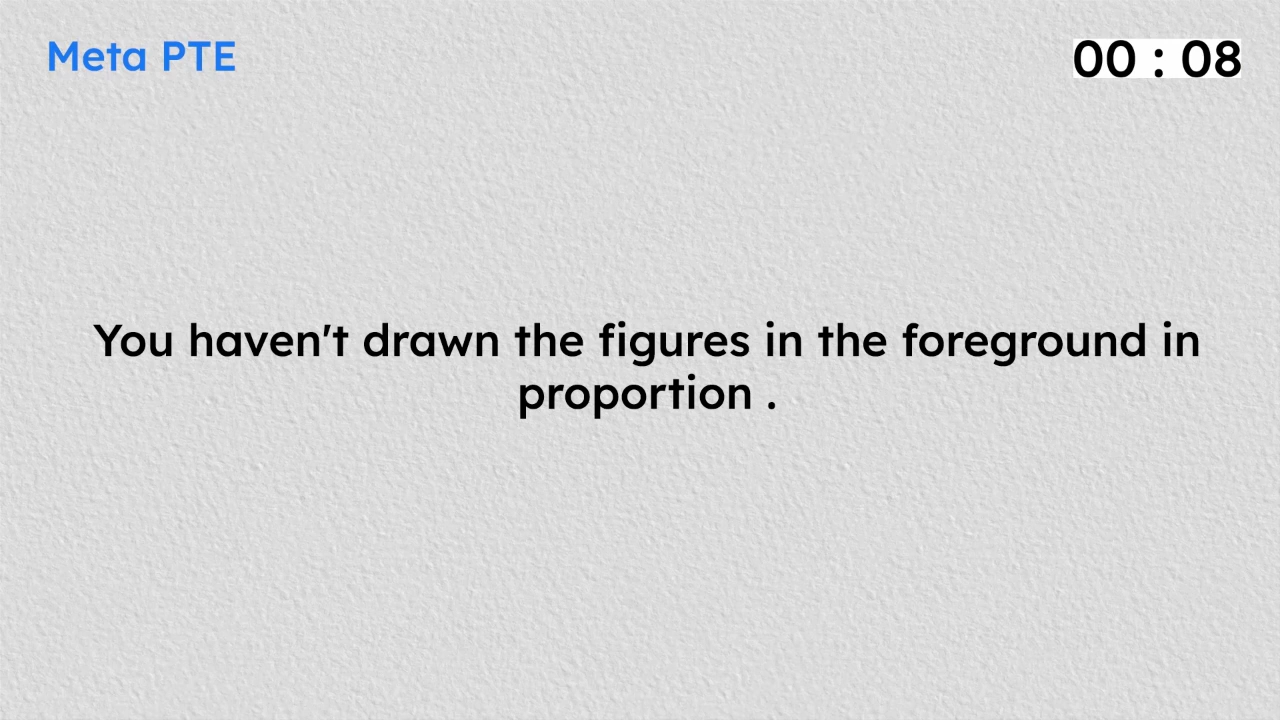 Meta PTE
00 : 08
You haven't drawn the figures in the foreground in
proportion .